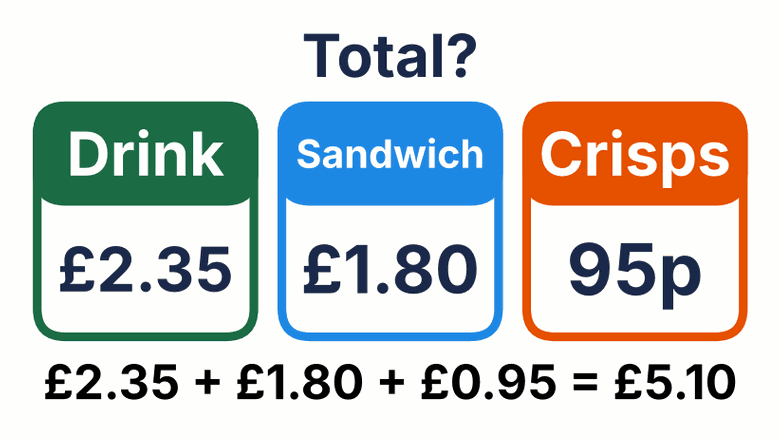 Total?
Drink Sandwich Crisps
£2.35 £1.80 95p
£2.35 + £1.80 + £0.95 = £5.10